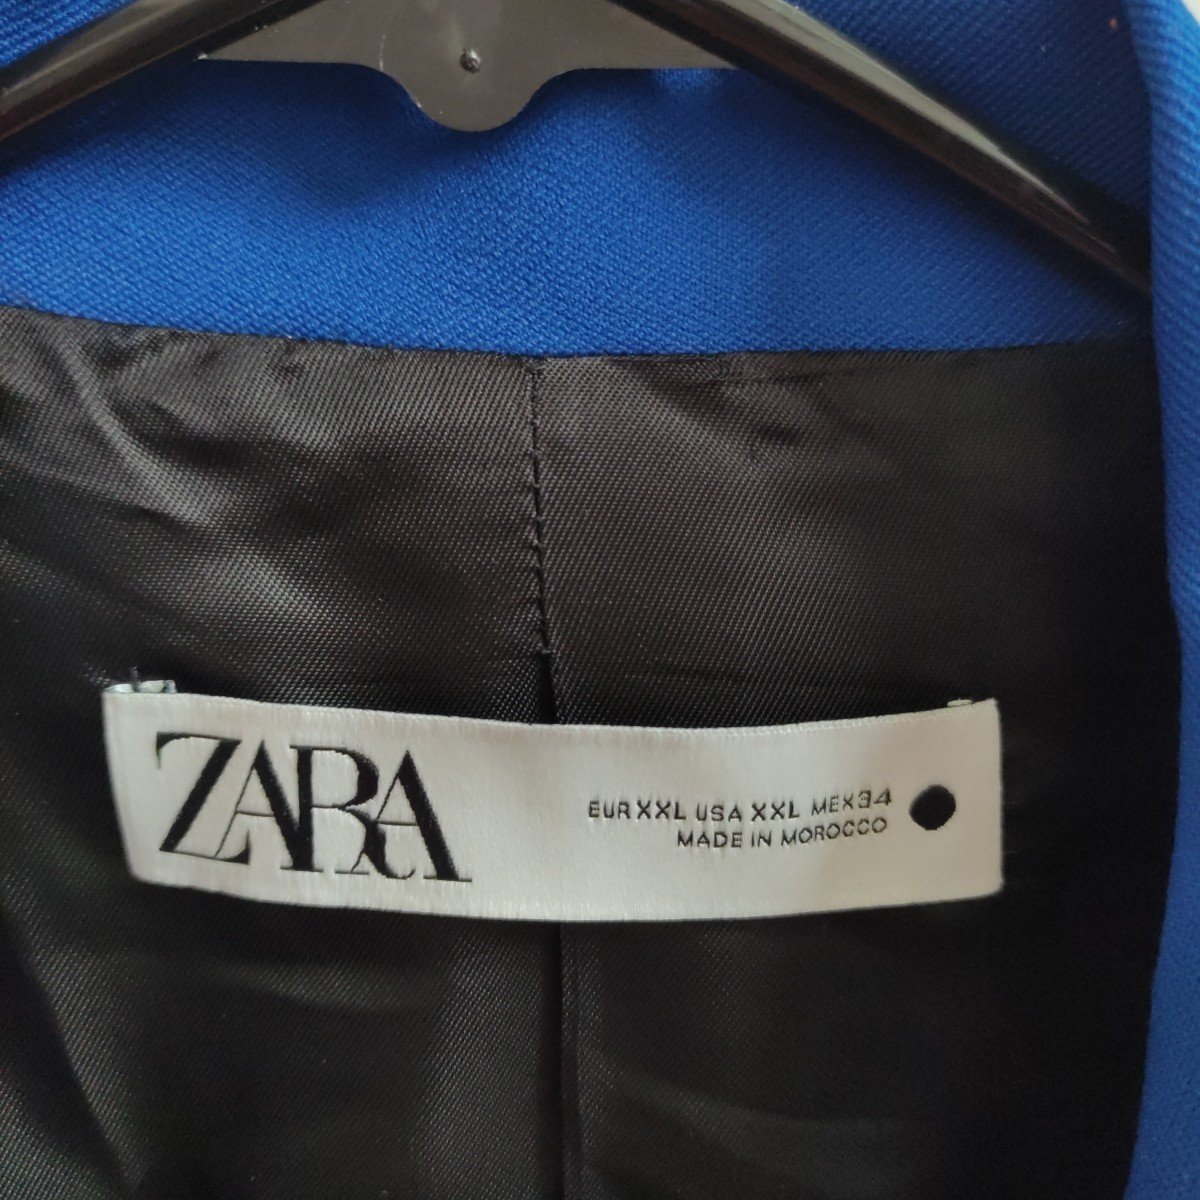 ZARA
EUR XXL USA XXL MEX 34
MADE IN MOROCCO